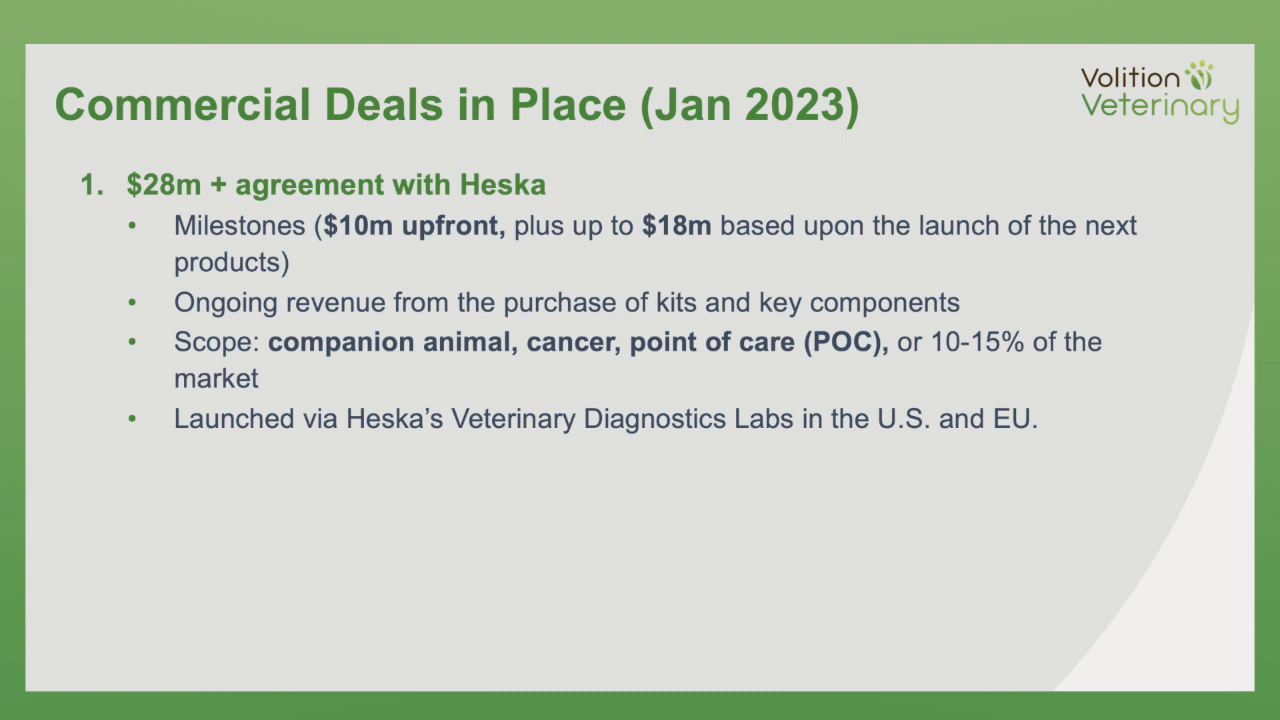 Volition
Veterinary
Commercial Deals in Place (Jan 2023)
1. $28m + agreement with Heska
• Milestones ($10m upfront, plus up to $18m based upon the launch of the next
products)
• Ongoing revenue from the purchase of kits and key components
• Scope: companion animal, cancer, point of care (POC), or 10-15% of the
market
• Launched via Heska’s Veterinary Diagnostics Labs in the U.S. and EU.